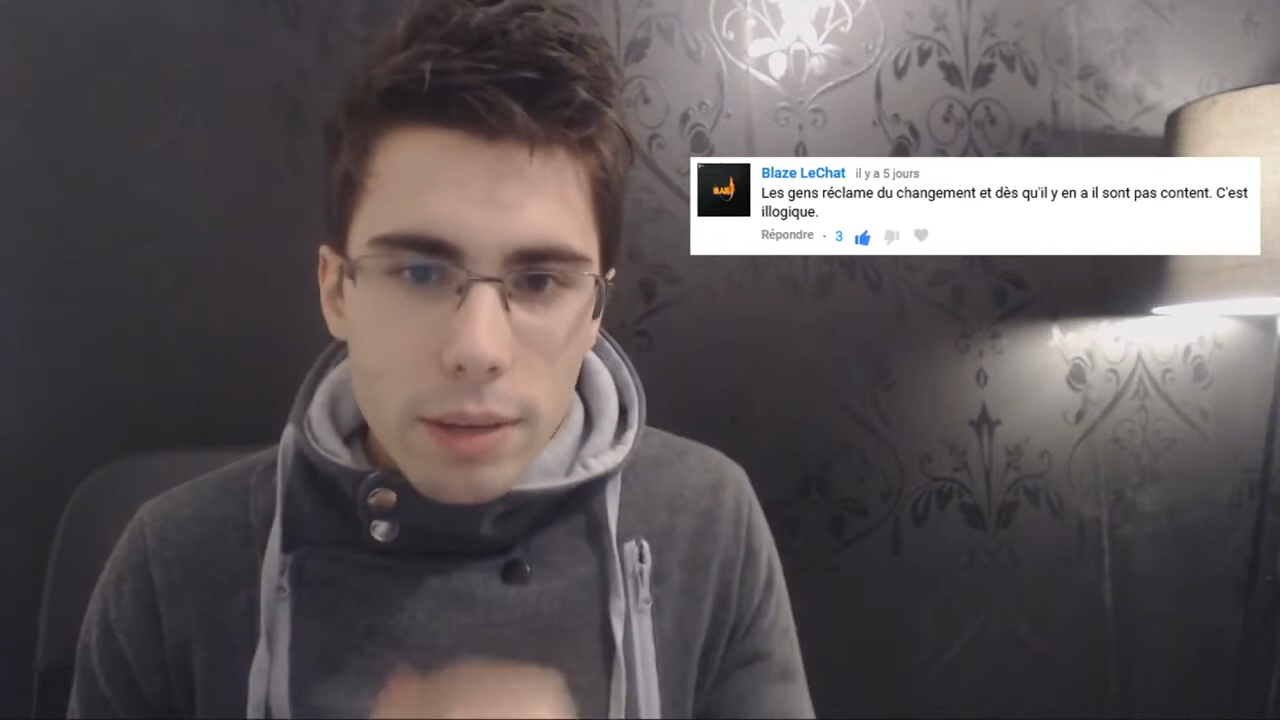 Blaze LeChat il y a 5 jours
Les gens réclame du changement et dès qu'il y en a il sont pas content. C'est
illogique.
Répondre · 3